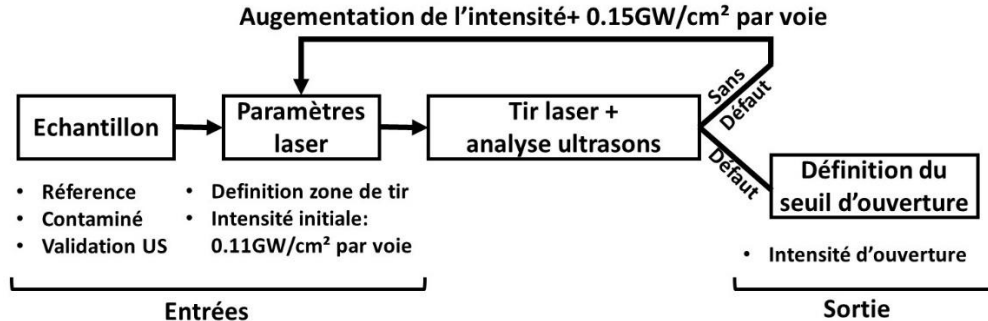 Augementation de l'intensité+ 0.15GW/cm² par voie
Echantillon
Paramètres
laser
Tir laser +
analyse ultrasons
Sans
Défaut
Défaut
Définition du
seuil d'ouverture
• Réference
• Contaminé
• Validation US
• Definition zone de tir
• Intensité initiale:
0.11GW/cm² par voie
• Intensité d'ouverture
Entrées
Sortie